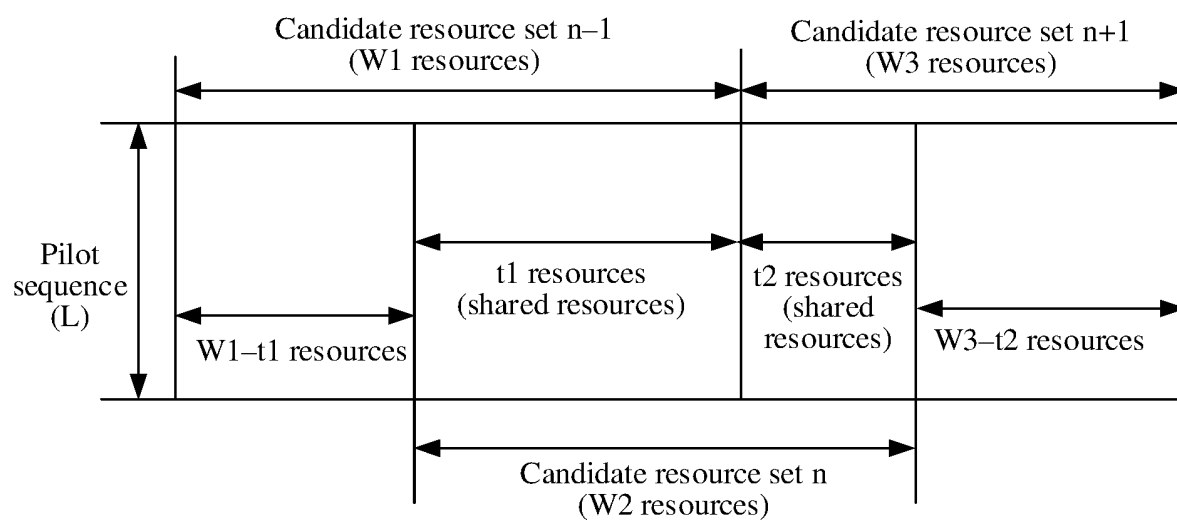 Candidate resource set n–1
(W1 resources)
Candidate resource set n+1
(W3 resources)
Pilot
sequence
(L)
t1 resources
(shared resources)
t2 resources
(shared
resources)
W1–t1 resources
W3–t2 resources
Candidate resource set n
(W2 resources)